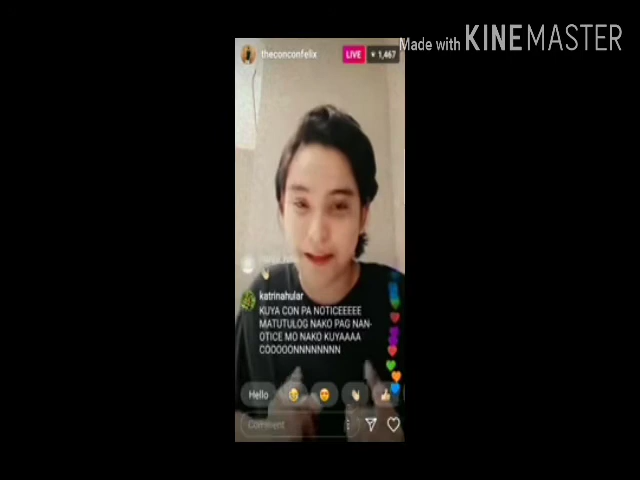 Made with KINEMASTER
theconconfelix LIVE 1,467
katrinahular
KUYA CON PA NOTICEEEEE
MATUTULOG NAKO PAG NAN-
OTICE MO NAKO KUYAAAA
COOOOONNNNNNNN
Hello
Comment